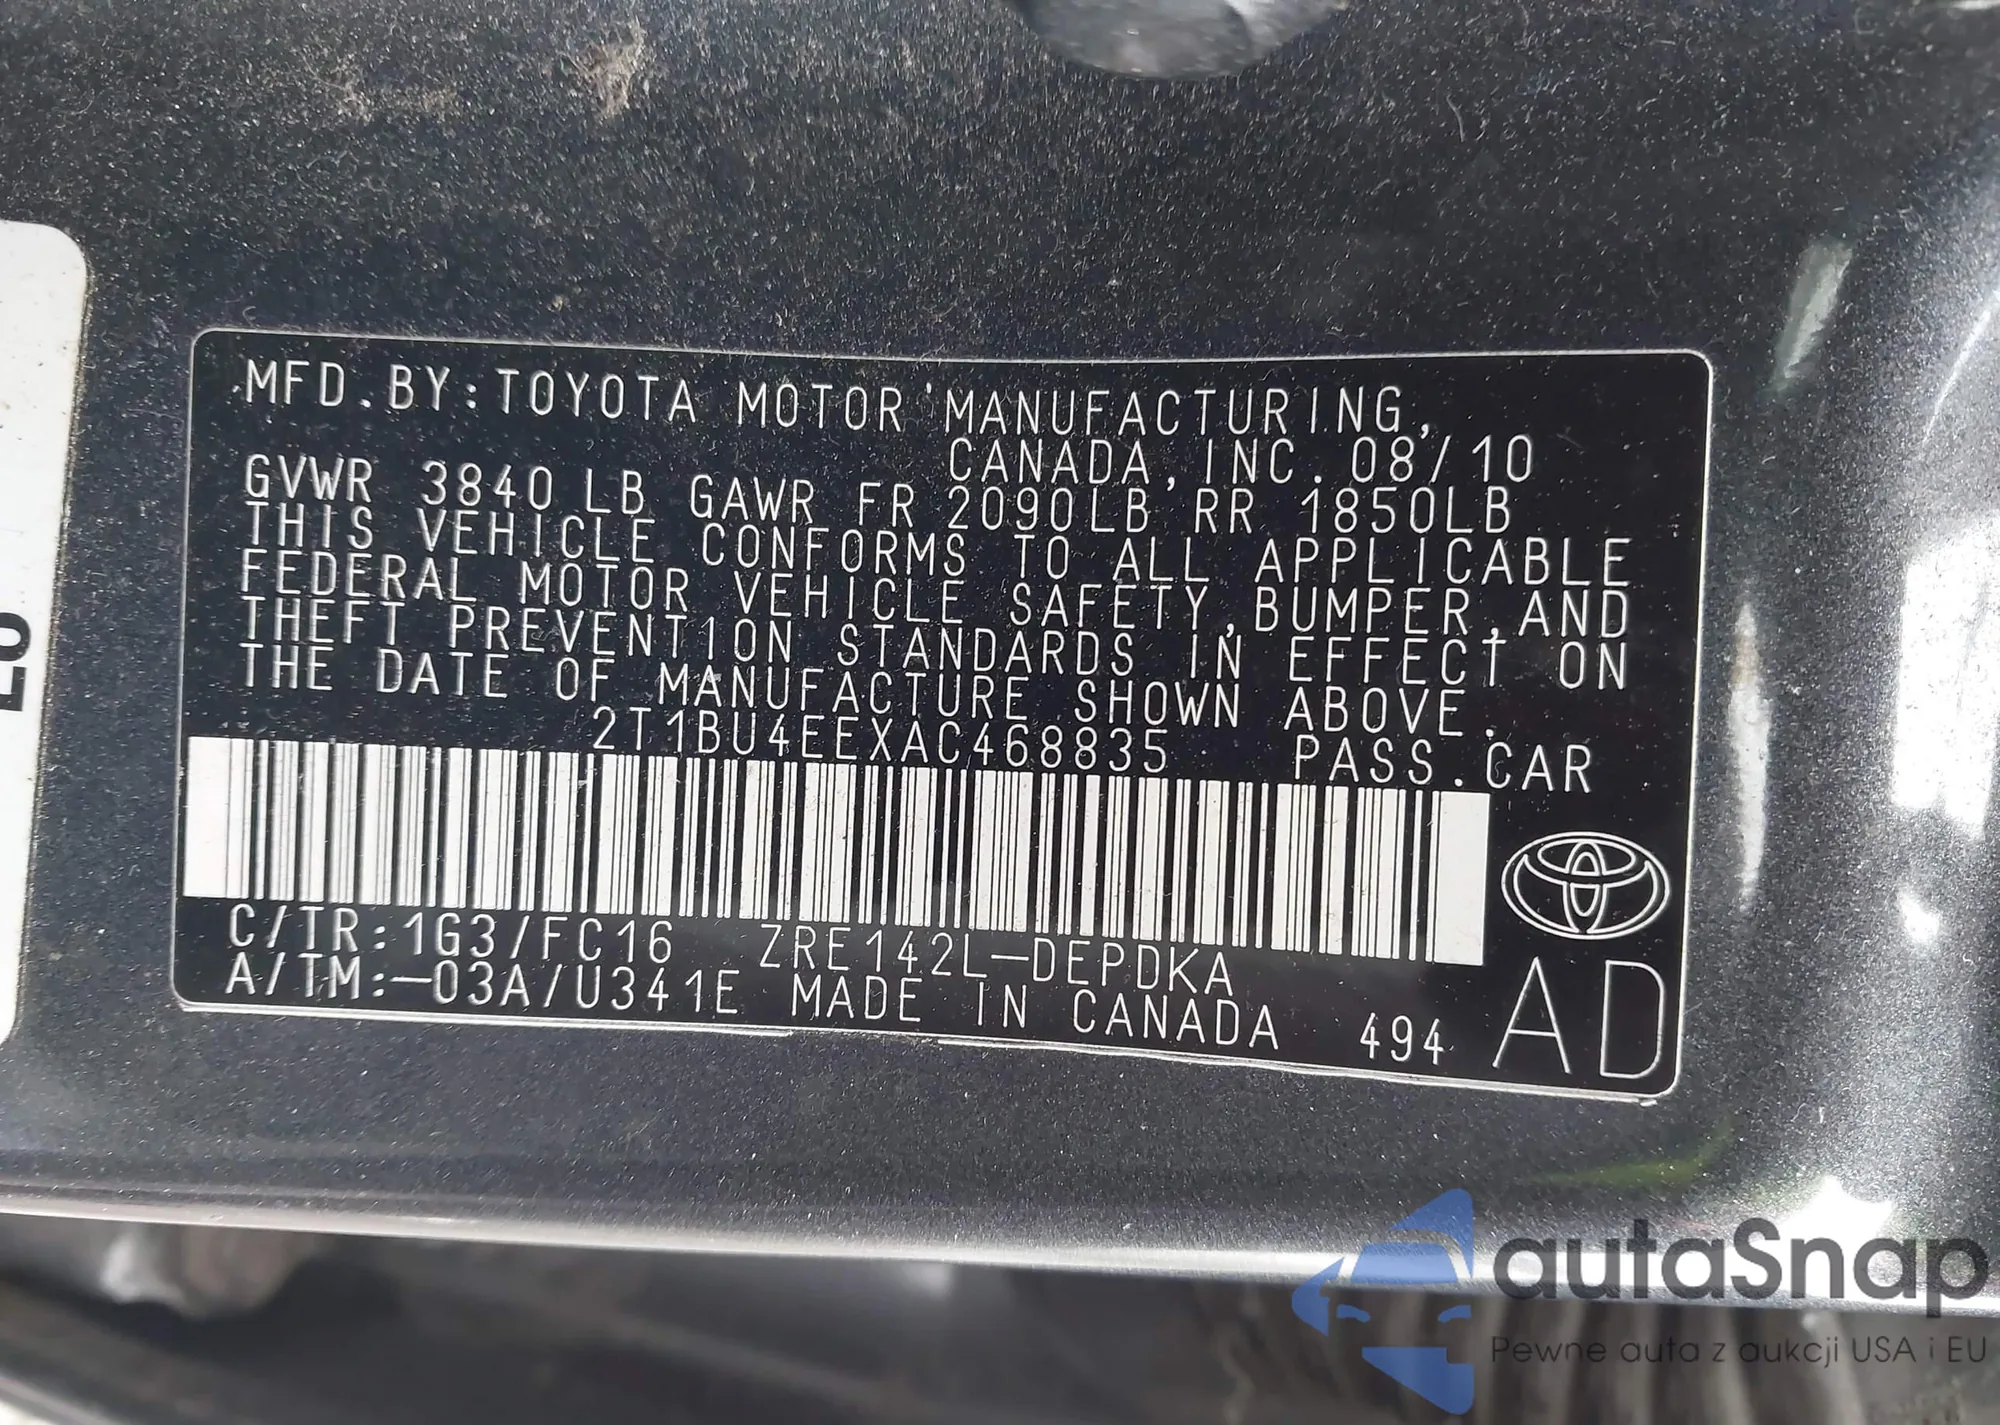 MFD.BY:TOYOTA MOTOR MANUFACTURING,
CANADA,INC. 08/10
GVWR 3840 LB GAWR FR 2090LB RR 1850LB
THIS VEHICLE CONFORMS TO ALL APPLICABLE
FEDERAL MOTOR VEHICLE SAFETY,BUMPER,AND
THEFT PREVENTION STANDARDS IN EFFECT ON
THE DATE OF MANUFACTURE SHOWN ABOVE.
2T1BU4EEXAC468835 PASS.CAR
C/TR:1G3/FC16 ZRE142L-DEPDKA
A/TM:-03A/U341E MADE IN CANADA 494 AD
autaSnap
Pewne auta z aukcji USA i EU